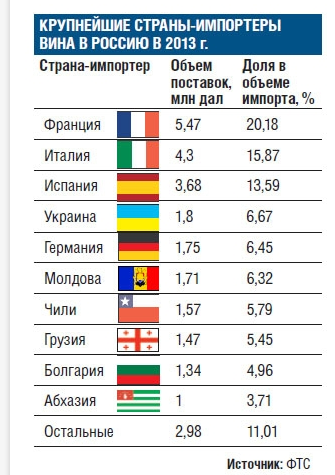 КРУПНЕЙШИЕ СТРАНЫ-ИМПОРТЕРЫ
ВИНА В РОССИЮ В 2013 г.
Страна-импортер Объем поставок, млн дал Доля в объеме импорта, %
Франция 5,47 20,18
Италия 4,3 15,87
Испания 3,68 13,59
Украина 1,8 6,67
Германия 1,75 6,45
Молдова 1,71 6,32
Чили 1,57 5,79
Грузия 1,47 5,45
Болгария 1,34 4,96
Абхазия 1 3,71
Остальные 2,98 11,01
Источник: ФТС